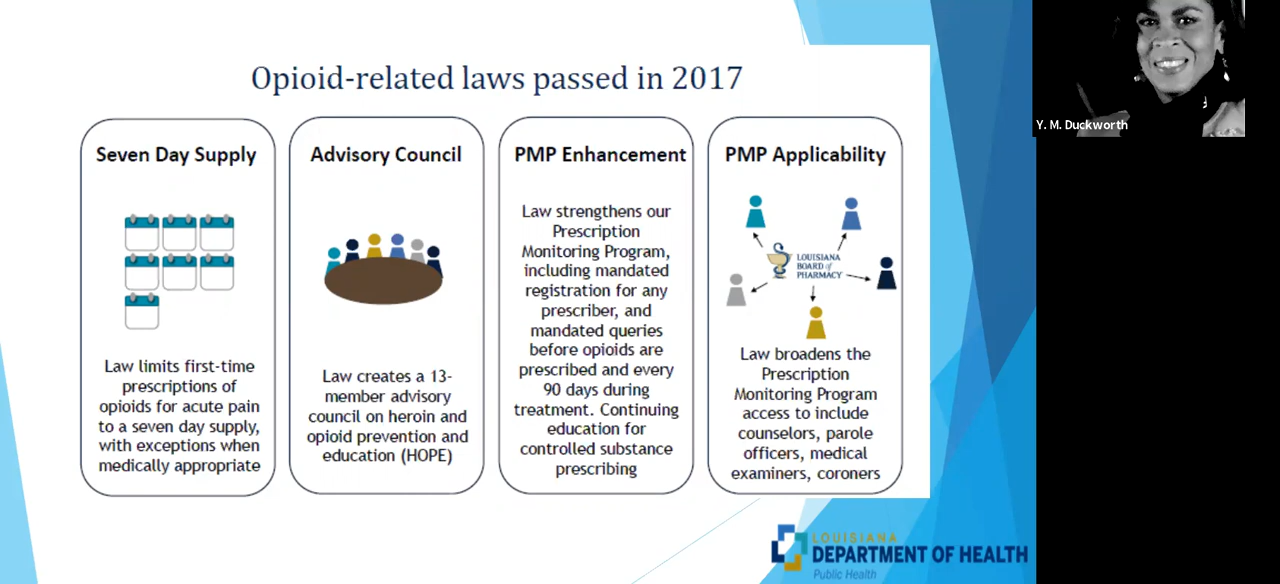 Opioid-related laws passed in 2017
Seven Day Supply
Law limits first-time
prescriptions of
opioids for acute pain
to a seven day supply,
with exceptions when
medically appropriate
Advisory Council
Law creates a 13-
member advisory
council on heroin and
opioid prevention and
education (HOPE)
PMP Enhancement
Law strengthens our
Prescription
Monitoring Program,
including mandated
registration for any
prescriber, and
mandated queries
before opioids are
prescribed and every
90 days during
treatment. Continuing
education for
controlled substance
prescribing
PMP Applicability
LOUISIANA
BOARD of
PHARMACY
Law broadens the
Prescription
Monitoring Program
access to include
counselors, parole
officers, medical
examiners, coroners
LOUISIANA
DEPARTMENT OF HEALTH
Public Health
Y. M. Duckworth